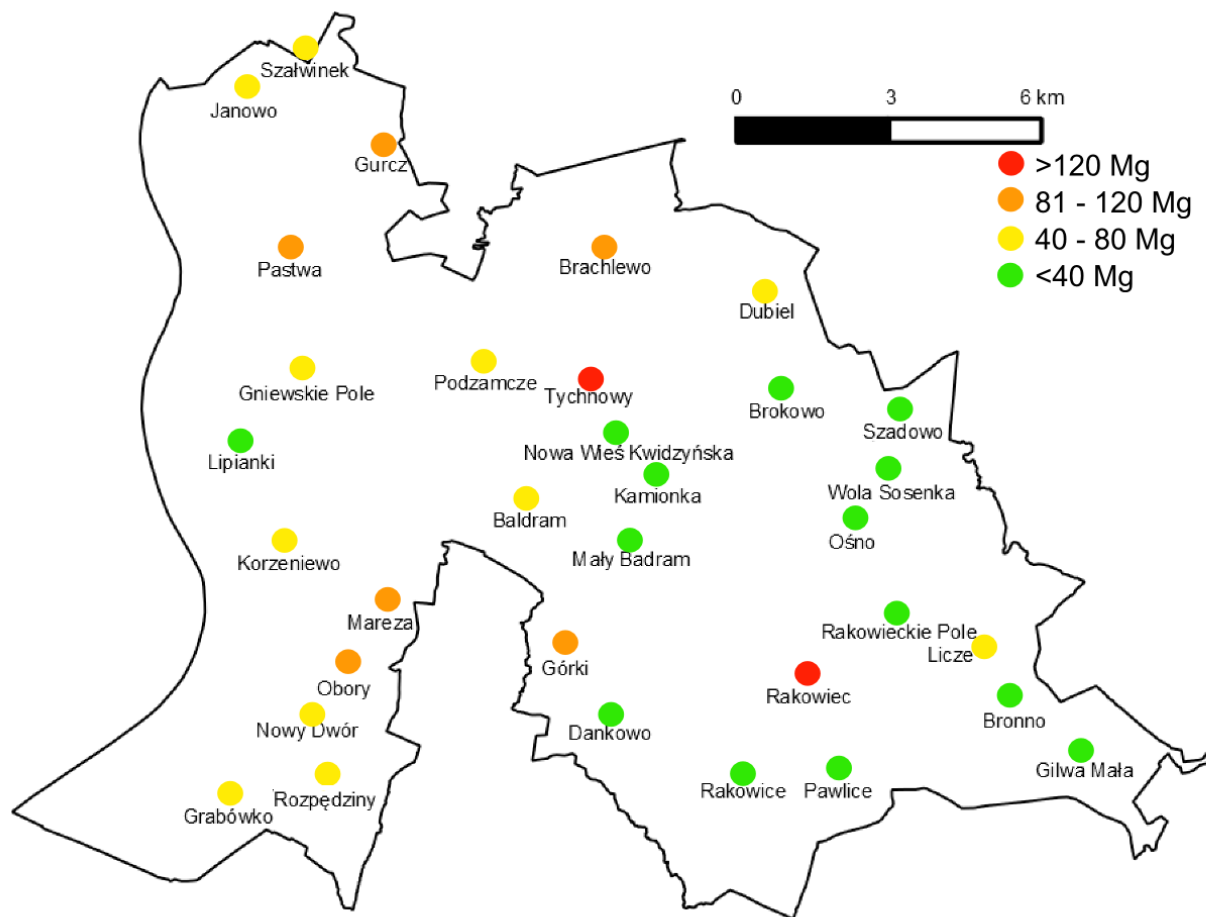 Szałwinek
Janowo
0 3 6 km
Gurcz
>120 Mg
81 - 120 Mg
40 - 80 Mg
<40 Mg
Pastwa
Brachlewo
Dubiel
Gniewskie Pole
Podzamcze
Tychnowy
Brokowo
Szadowo
Lipianki
Nowa Wieś Kwidzyńska
Kamionka
Wola Sosenka
Baldram
Ośno
Korzeniewo
Mały Badram
Mareza
Rakowieckie Pole
Licze
Górki
Obory
Rakowiec
Bronno
Nowy Dwór
Dankowo
Gilwa Mała
Rozpędziny
Rakowice
Pawlice
Grabówko